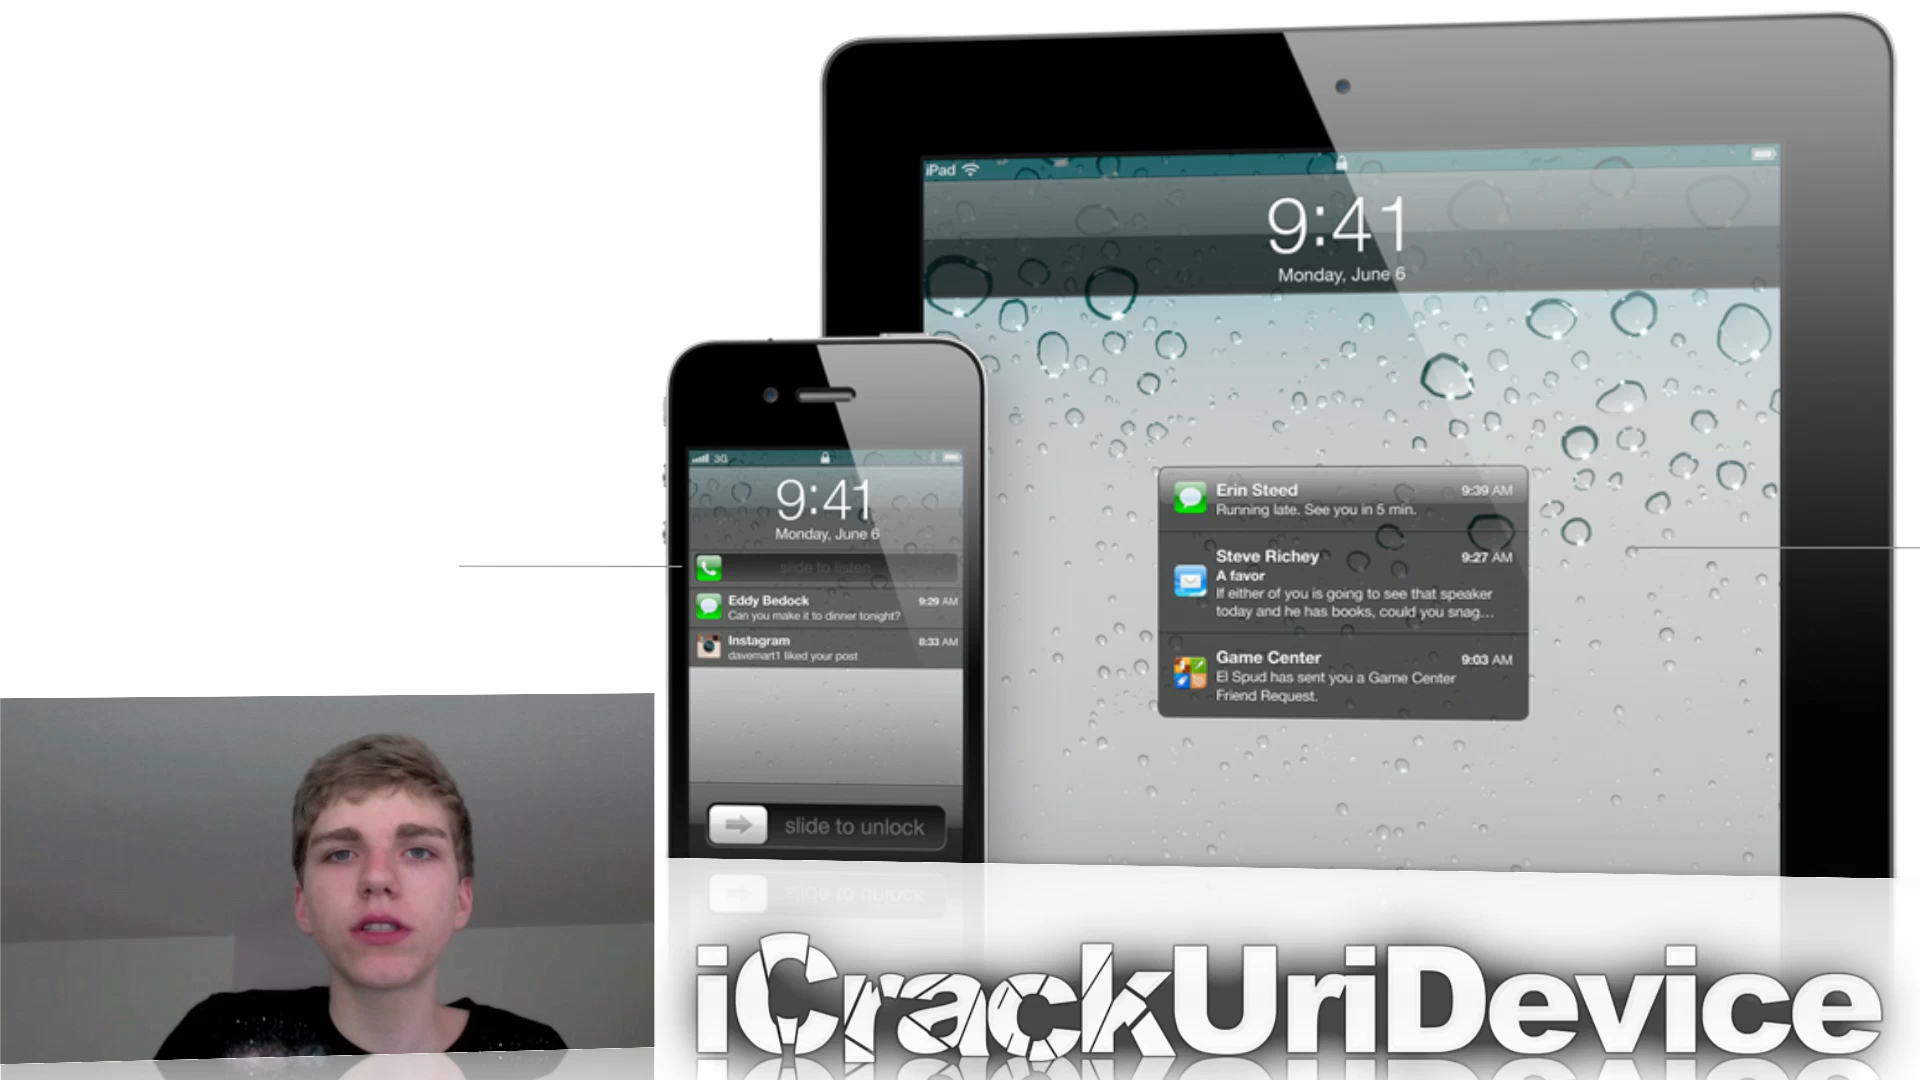 iPad
9:41
Monday, June 6
Erin Steed 9:39 AM
Running late. See you in 5 min.
Steve Richey 9:27 AM
A favor
If either of you is going to see that speaker
today and he has books, could you snag...
Game Center 9:03 AM
El Spud has sent you a Game Center
Friend Request.
3G
9:41
Monday, June 6
slide to listen
Eddy Bedock 9:29 AM
Can you make it to dinner tonight?
Instagram 8:33 AM
davemart1 liked your post
slide to unlock
iCrackUriDevice